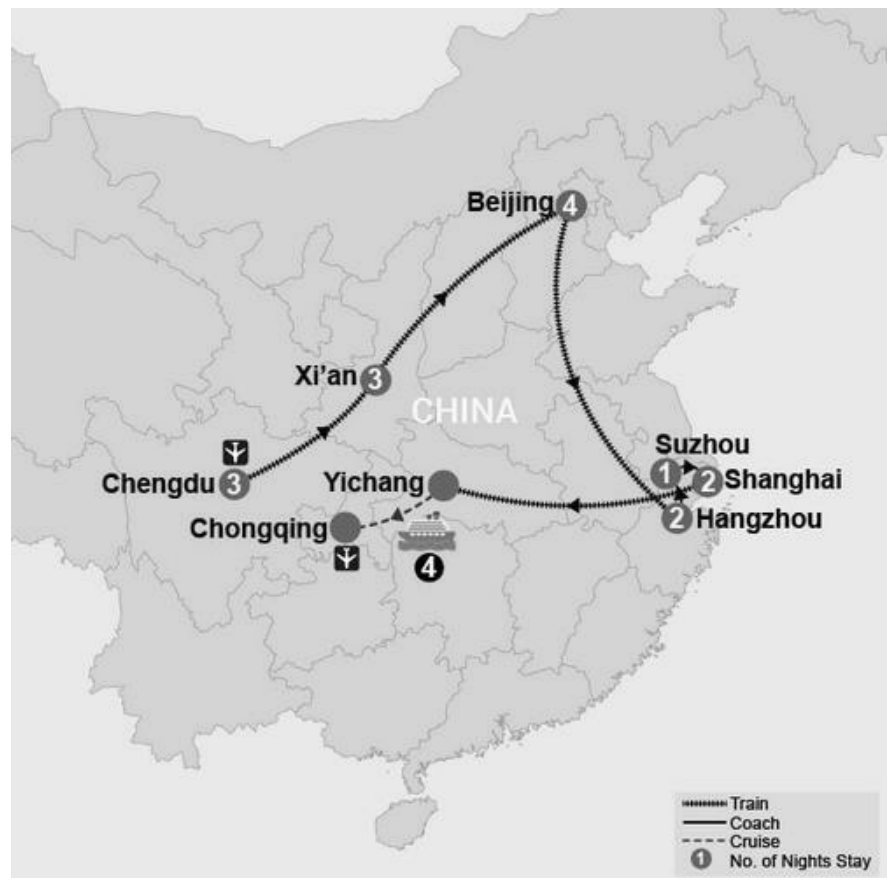 Beijing 4
Xi'an 3
CHINA
Suzhou
1
Chengdu 3
Yichang
2 Shanghai
Chongqing
2 Hangzhou
4
Train
Coach
Cruise
1 No. of Nights Stay